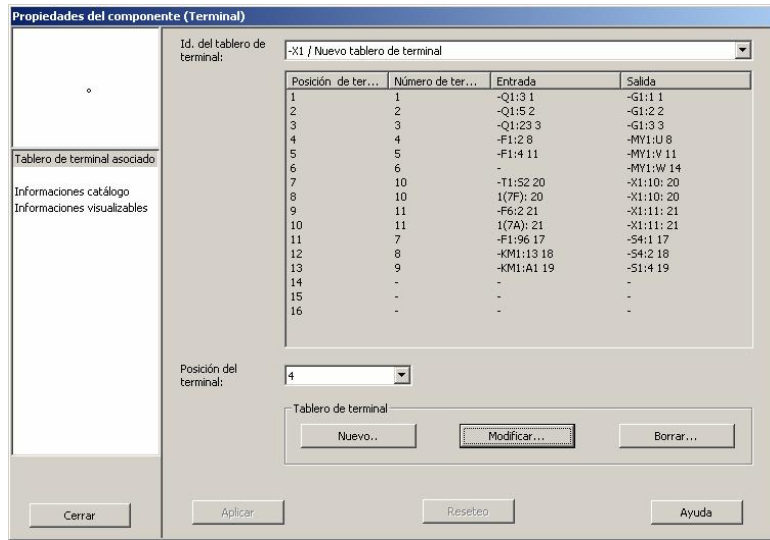 Propiedades del componente (Terminal)
Id. del tablero de terminal:
-X1 / Nuevo tablero de terminal
Posición de ter... Número de ter... Entrada Salida
1 1 -Q1:3 1 -G1:1 1
2 2 -Q1:5 2 -G1:2 2
3 3 -Q1:23 3 -G1:3 3
4 4 -F1:2 8 -MY1:U 8
5 5 -F1:4 11 -MY1:V 11
6 6 - -MY1:W 14
7 10 -T1:S2 20 -X1:10: 20
8 10 1(7F): 20 -X1:10: 20
9 11 -F6:2 21 -X1:11: 21
10 11 1(7A): 21 -X1:11: 21
11 7 -F1:96 17 -S4:1 17
12 8 -KM1:13 18 -S4:2 18
13 9 -KM1:A1 19 -S1:4 19
14 - - -
15 - - -
16 - - -
Tablero de terminal asociado
Informaciones catálogo
Informaciones visualizables
Posición del terminal:
4
Tablero de terminal
Nuevo.. Modificar... Borrar...
Cerrar Aplicar Reseteo Ayuda